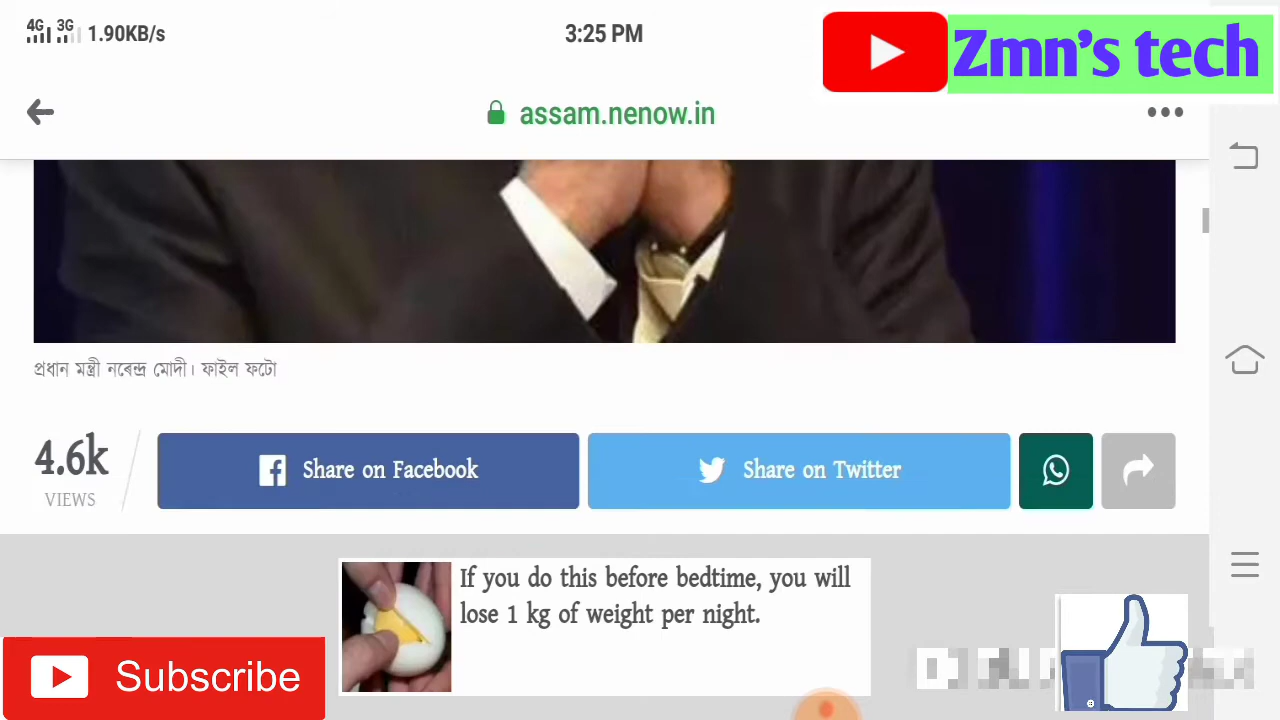 4G 3G 1.90KB/s
3:25 PM
Zmn's tech
assam.nenow.in
প্ৰধান মন্ত্ৰী নৰেন্দ্ৰ মোদী। ফাইল ফটো
4.6k
VIEWS
Share on Facebook
Share on Twitter
If you do this before bedtime, you will
lose 1 kg of weight per night.
Subscribe